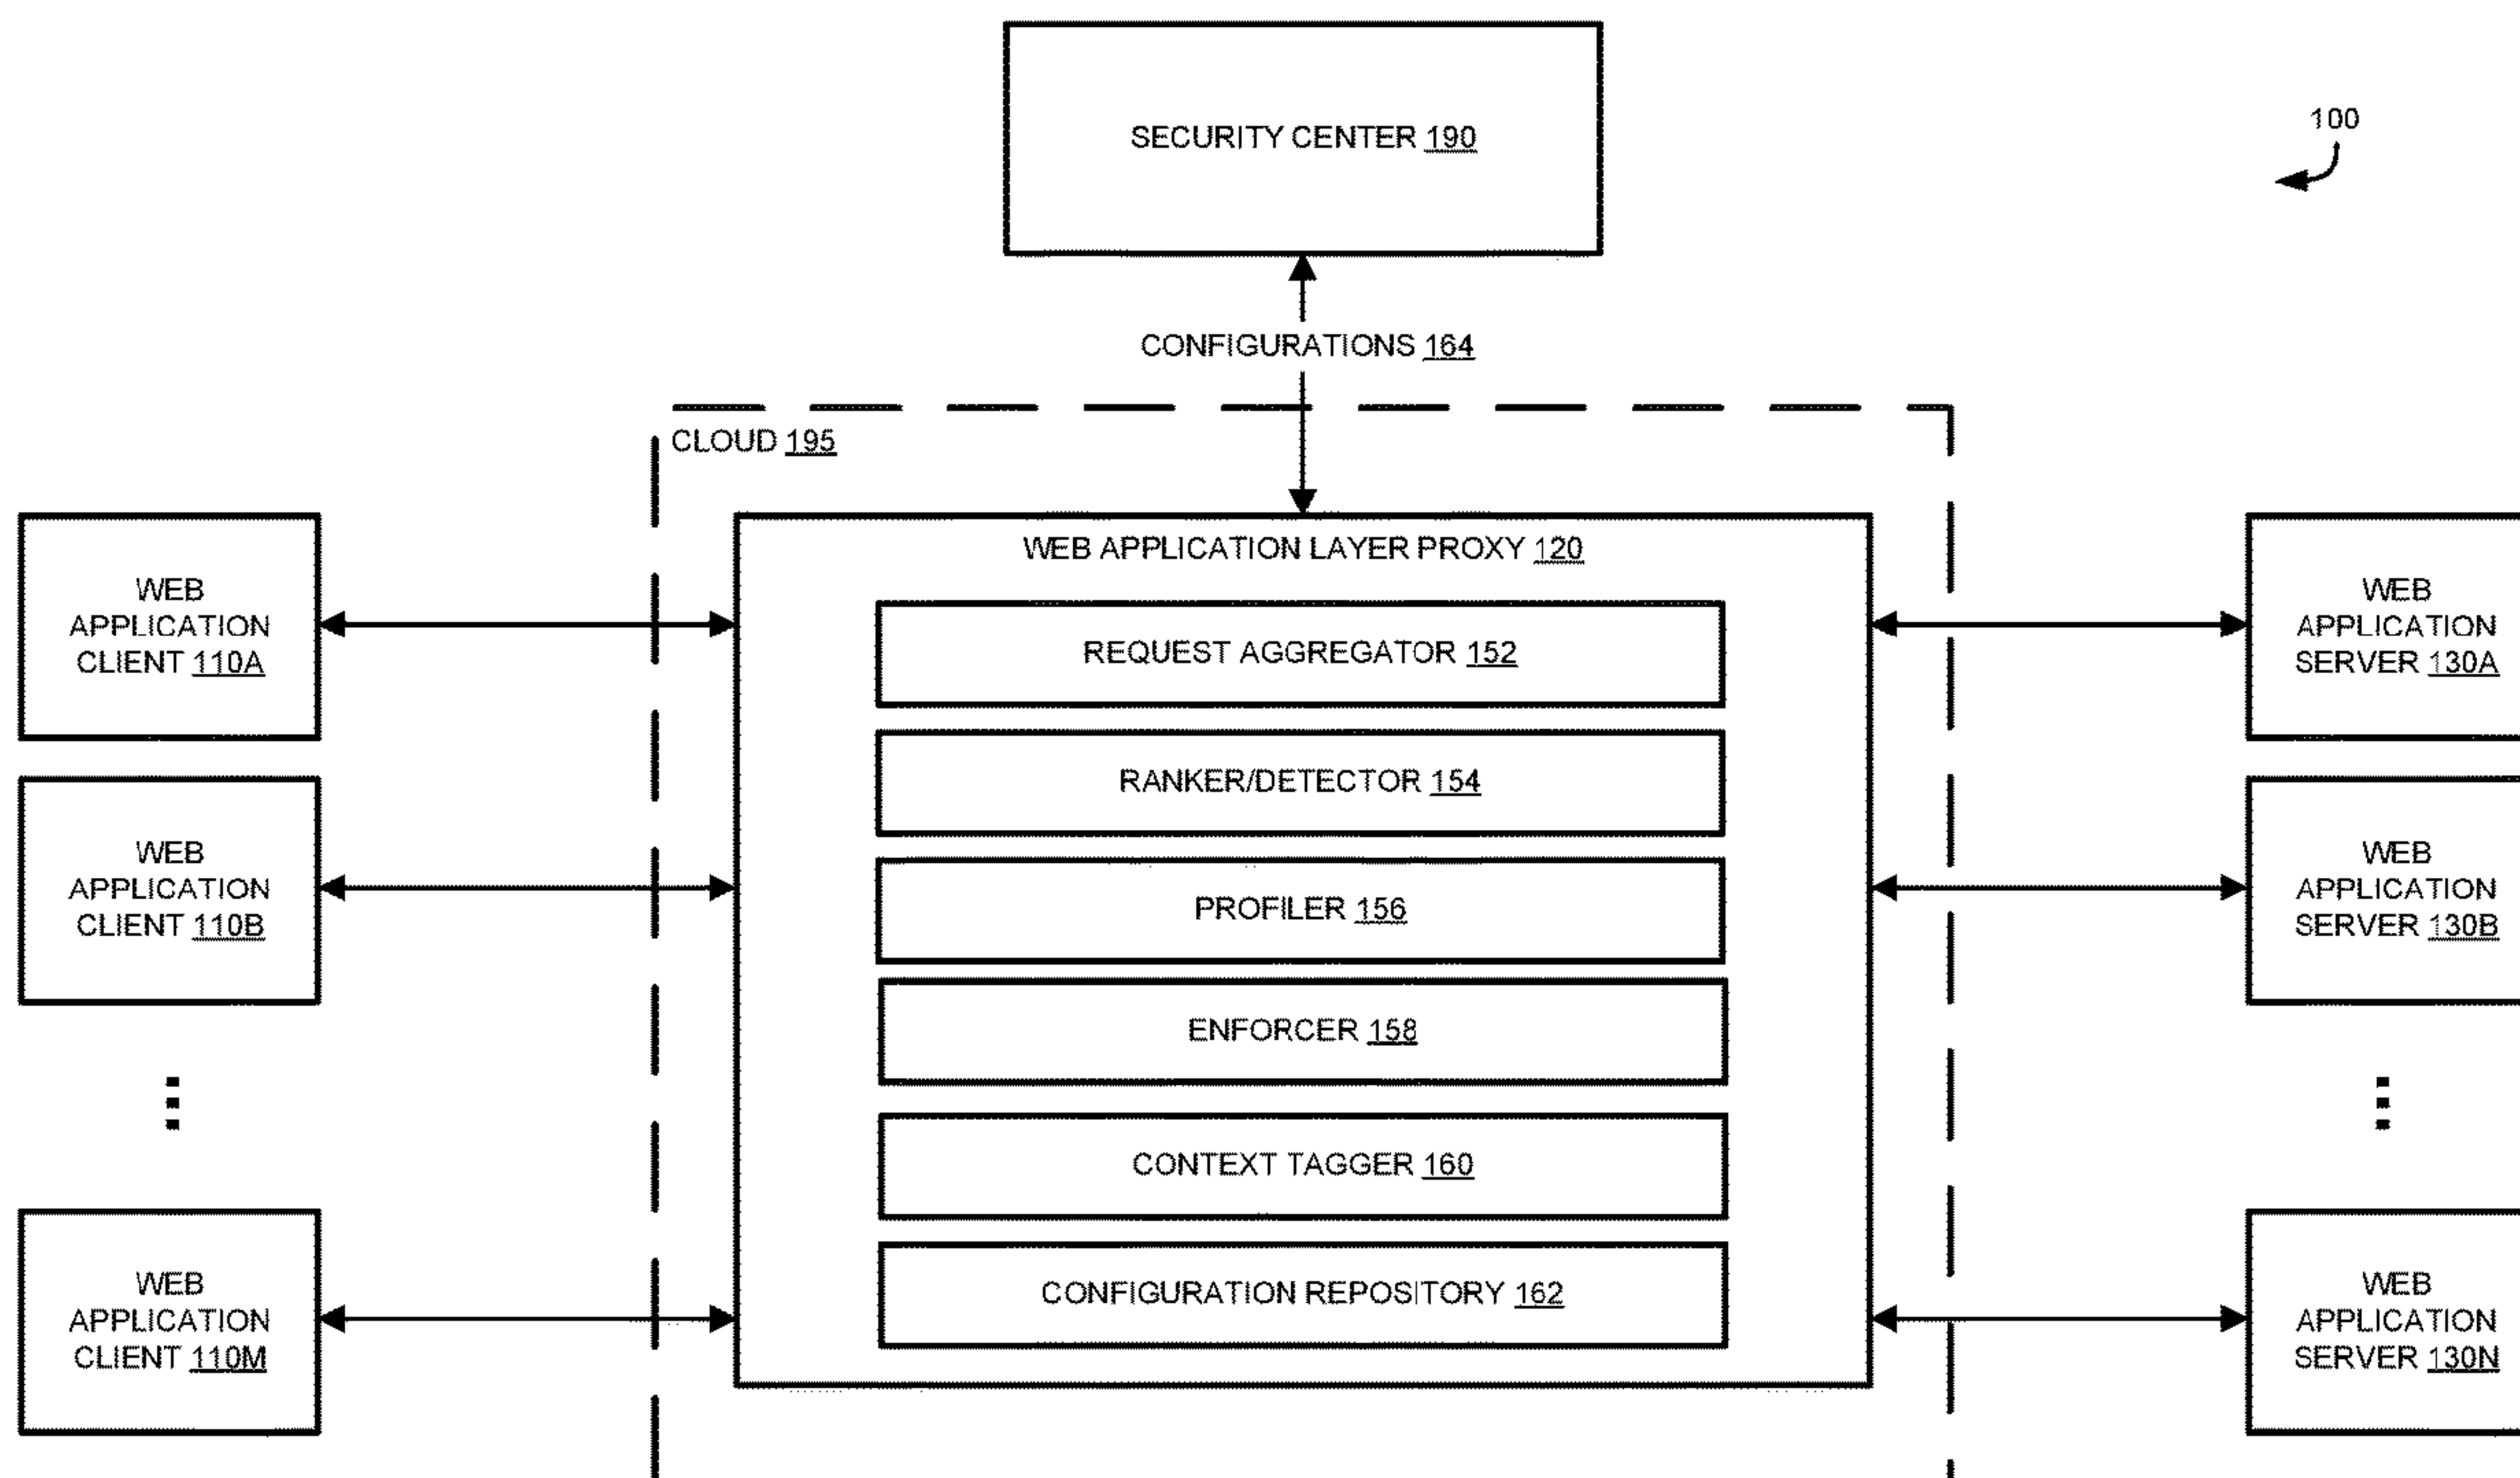 SECURITY CENTER 190
100
CONFIGURATIONS 164
CLOUD 195
WEB APPLICATION LAYER PROXY 120
REQUEST AGGREGATOR 152
RANKER/DETECTOR 154
PROFILER 156
ENFORCER 158
CONTEXT TAGGER 160
CONFIGURATION REPOSITORY 162
WEB
APPLICATION
CLIENT 110A
WEB
APPLICATION
CLIENT 110B
WEB
APPLICATION
CLIENT 110M
WEB
APPLICATION
SERVER 130A
WEB
APPLICATION
SERVER 130B
WEB
APPLICATION
SERVER 130N